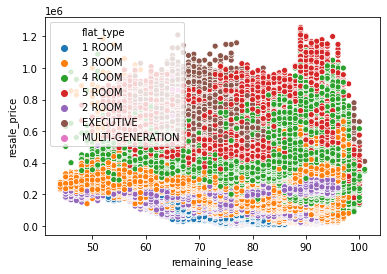 1e6
flat_type
1 ROOM
3 ROOM
4 ROOM
5 ROOM
2 ROOM
EXECUTIVE
MULTI-GENERATION
1.2
1.0
0.8
0.6
0.4
0.2
0.0
resale_price
50 60 70 80 90 100
remaining_lease